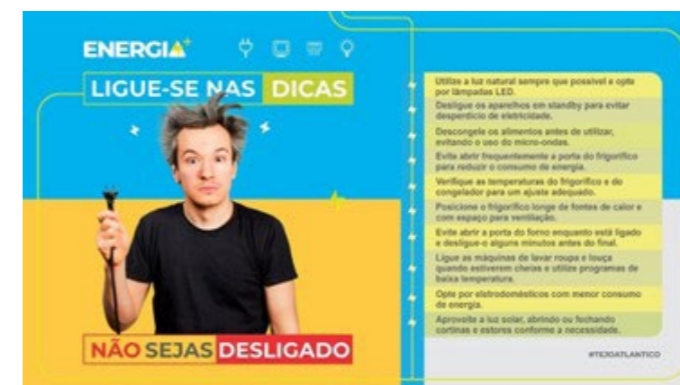 ENERGIA+
LIGUE-SE NAS DICAS
NÃO SEJAS DESLIGADO
Utilize a luz natural sempre que possível e opte
por lâmpadas LED.
Desligue os aparelhos em standby para evitar
desperdício de eletricidade.
Descongele os alimentos antes de utilizar,
evitando o uso do micro-ondas.
Evite abrir frequentemente a porta do frigorífico
para reduzir o consumo de energia.
Verifique as temperaturas do frigorífico e do
congelador para um ajuste adequado.
Posicione o frigorífico longe de fontes de calor e
com espaço para ventilação.
Evite abrir a porta do forno enquanto está ligado
e desligue-o alguns minutos antes do final.
Ligue as máquinas de lavar roupa e louça
quando estiverem cheias e utilize programas de
baixa temperatura.
Opte por eletrodomésticos com menor consumo
de energia.
Aproveite a luz solar, abrindo ou fechando
cortinas e estores conforme a necessidade.
#TEJOATLANTICO